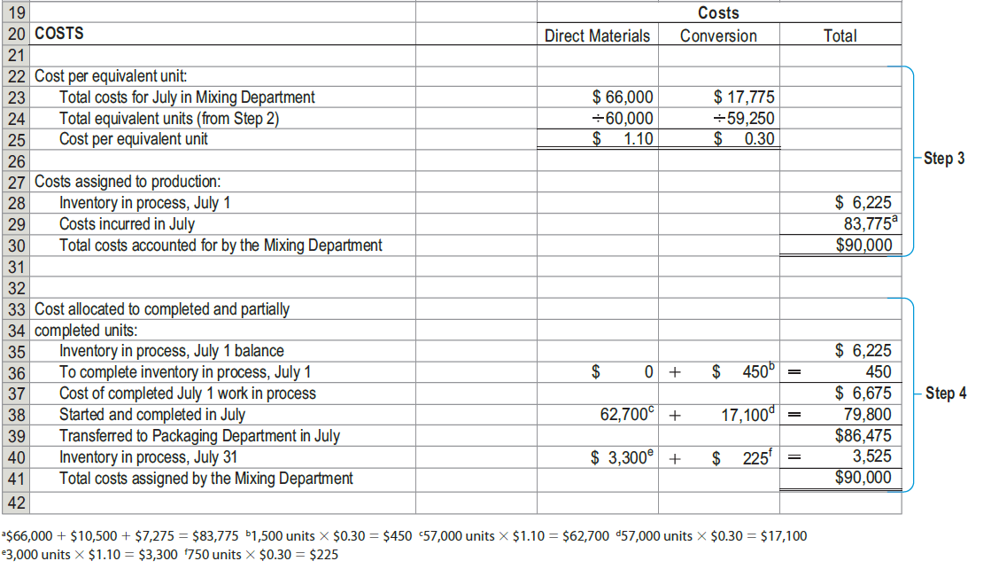 19 Costs
20 COSTS Direct Materials Conversion Total
21
22 Cost per equivalent unit:
23 Total costs for July in Mixing Department $ 66,000 $ 17,775
24 Total equivalent units (from Step 2) ÷60,000 ÷59,250
25 Cost per equivalent unit $ 1.10 $ 0.30
26 Step 3
27 Costs assigned to production:
28 Inventory in process, July 1 $ 6,225
29 Costs incurred in July 83,775ᵃ
30 Total costs accounted for by the Mixing Department $90,000
31
32
33 Cost allocated to completed and partially
34 completed units:
35 Inventory in process, July 1 balance $ 6,225
36 To complete inventory in process, July 1 $ 0 + $ 450ᵇ = 450
37 Cost of completed July 1 work in process $ 6,675 Step 4
38 Started and completed in July 62,700ᶜ + 17,100ᵈ = 79,800
39 Transferred to Packaging Department in July $86,475
40 Inventory in process, July 31 $ 3,300ᵉ + $ 225ᶠ = 3,525
41 Total costs assigned by the Mixing Department $90,000
42
ᵃ$66,000 + $10,500 + $7,275 = $83,775 ᵇ1,500 units × $0.30 = $450 ᶜ57,000 units × $1.10 = $62,700 ᵈ57,000 units × $0.30 = $17,100
ᵉ3,000 units × $1.10 = $3,300 ᶠ750 units × $0.30 = $225